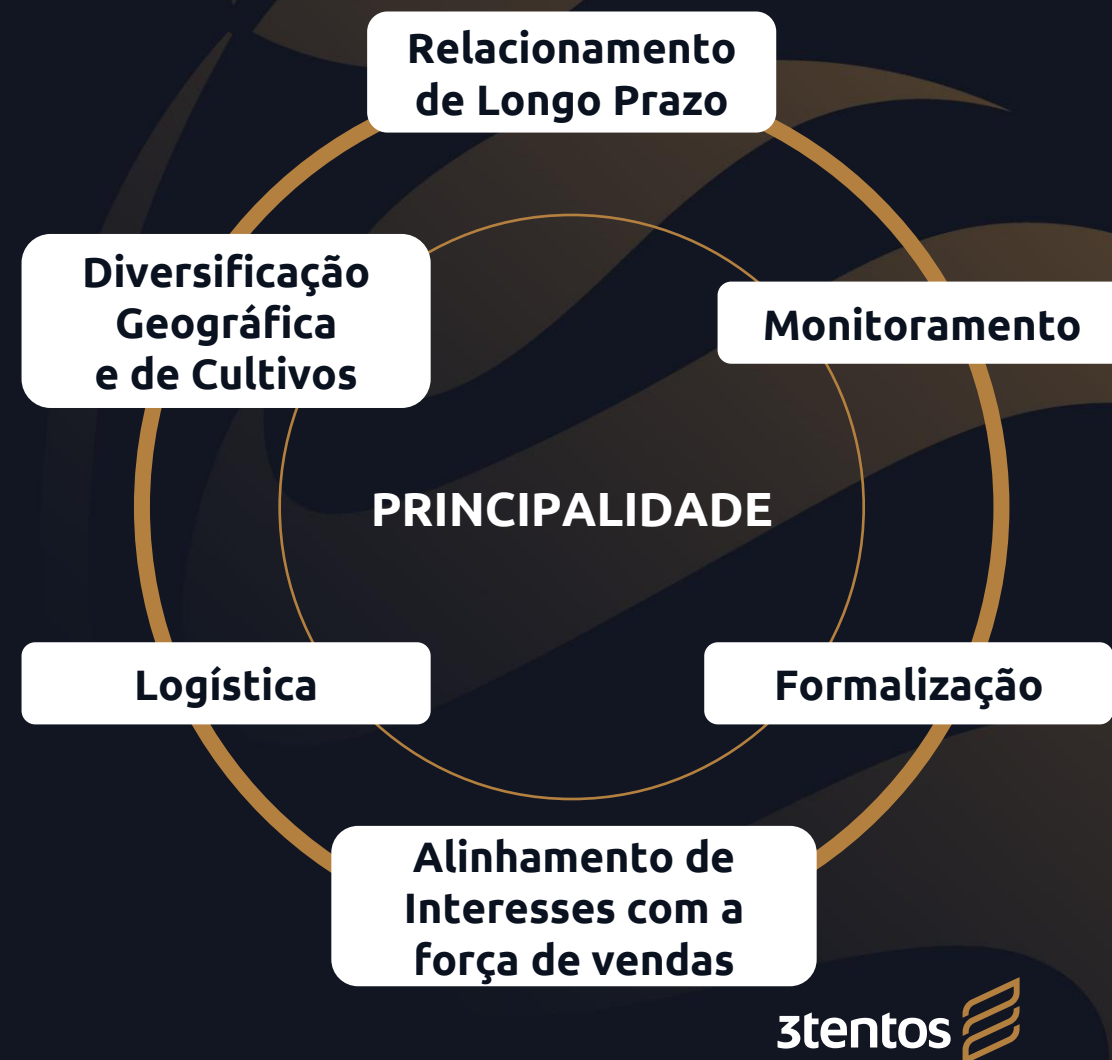 Relacionamento
de Longo Prazo
Diversificação
Geográfica
e de Cultivos
Monitoramento
PRINCIPALIDADE
Logística
Formalização
Alinhamento de
Interesses com a
força de vendas
3tentos